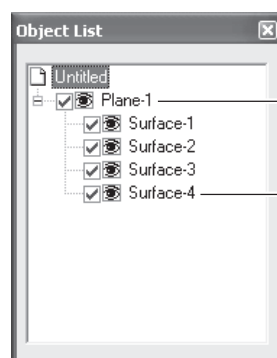 Object List
Untitled
Plane-1
Surface-1
Surface-2
Surface-3
Surface-4